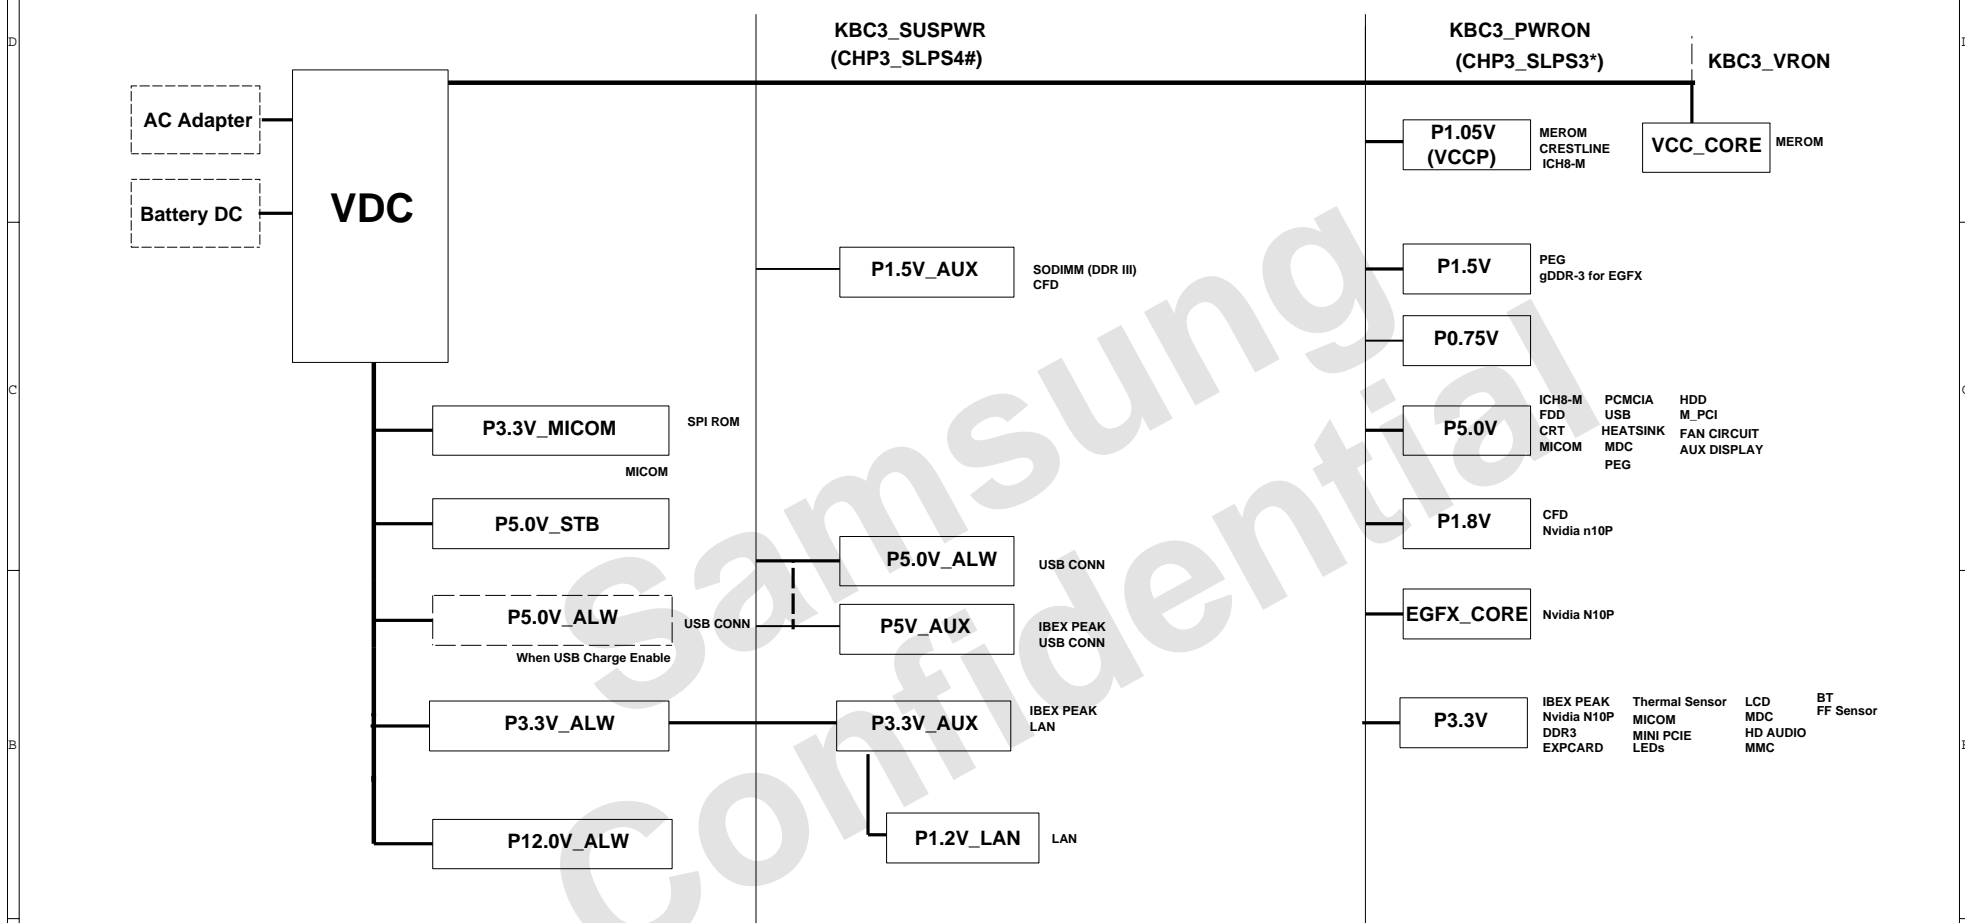 KBC3_SUSPWR
(CHP3_SLPS4#)
KBC3_PWRON
(CHP3_SLPS3*)
KBC3_VRON
D
AC Adapter
Battery DC
VDC
P1.05V
(VCCP)
MEROM
CRESTLINE
ICH8-M
VCC_CORE
MEROM
P1.5V_AUX
SODIMM (DDR III)
CFD
P1.5V
PEG
gDDR-3 for EGFX
P0.75V
C
P3.3V_MICOM
SPI ROM
MICOM
P5.0V
ICH8-M PCMCIA HDD
FDD USB M_PCI
CRT HEATSINK FAN CIRCUIT
MICOM MDC AUX DISPLAY
PEG
P5.0V_STB
P1.8V
CFD
Nvidia n10P
P5.0V_ALW
USB CONN
P5.0V_ALW
USB CONN
When USB Charge Enable
P5V_AUX
IBEX PEAK
USB CONN
EGFX_CORE
Nvidia N10P
P3.3V_ALW
P3.3V_AUX
IBEX PEAK
LAN
P3.3V
IBEX PEAK Thermal Sensor LCD BT
Nvidia N10P MICOM MDC FF Sensor
DDR3 MINI PCIE HD AUDIO
EXPCARD LEDs MMC
B
P12.0V_ALW
P1.2V_LAN
LAN
Samsung
Confidential